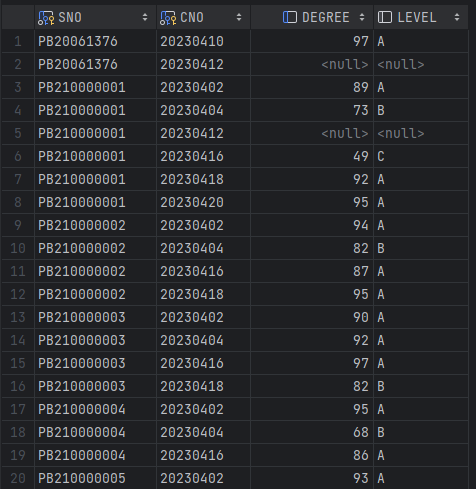 SNO CNO DEGREE LEVEL
1 PB20061376 20230410 97 A
2 PB20061376 20230412 <null> <null>
3 PB210000001 20230402 89 A
4 PB210000001 20230404 73 B
5 PB210000001 20230412 <null> <null>
6 PB210000001 20230416 49 C
7 PB210000001 20230418 92 A
8 PB210000001 20230420 95 A
9 PB210000002 20230402 94 A
10 PB210000002 20230404 82 B
11 PB210000002 20230416 87 A
12 PB210000002 20230418 95 A
13 PB210000003 20230402 90 A
14 PB210000003 20230404 92 A
15 PB210000003 20230416 97 A
16 PB210000003 20230418 82 B
17 PB210000004 20230402 95 A
18 PB210000004 20230404 68 B
19 PB210000004 20230416 86 A
20 PB210000005 20230402 93 A